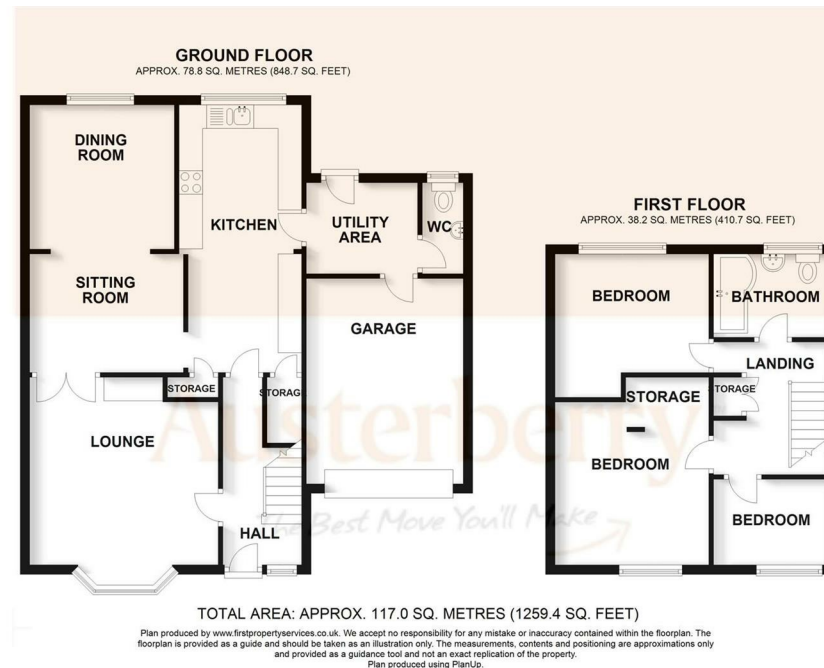 GROUND FLOOR
APPROX. 78.8 SQ. METRES (848.7 SQ. FEET)
DINING
ROOM
KITCHEN
UTILITY
AREA
WC
SITTING
ROOM
GARAGE
STORAGE
STORAGE
LOUNGE
HALL
FIRST FLOOR
APPROX. 38.2 SQ. METRES (410.7 SQ. FEET)
BEDROOM
BATHROOM
LANDING
STORAGE
STORAGE
BEDROOM
BEDROOM
Austerberry
The Best Move You'll Make
TOTAL AREA: APPROX. 117.0 SQ. METRES (1259.4 SQ. FEET)
Plan produced by www.firstpropertyservices.co.uk. We accept no responsibility for any mistake or inaccuracy contained within the floorplan. The
floorplan is provided as a guide and should be taken as an illustration only. The measurements, contents and positioning are approximations only
and provided as a guidance tool and not an exact replication of the property.
Plan produced using PlanUp.